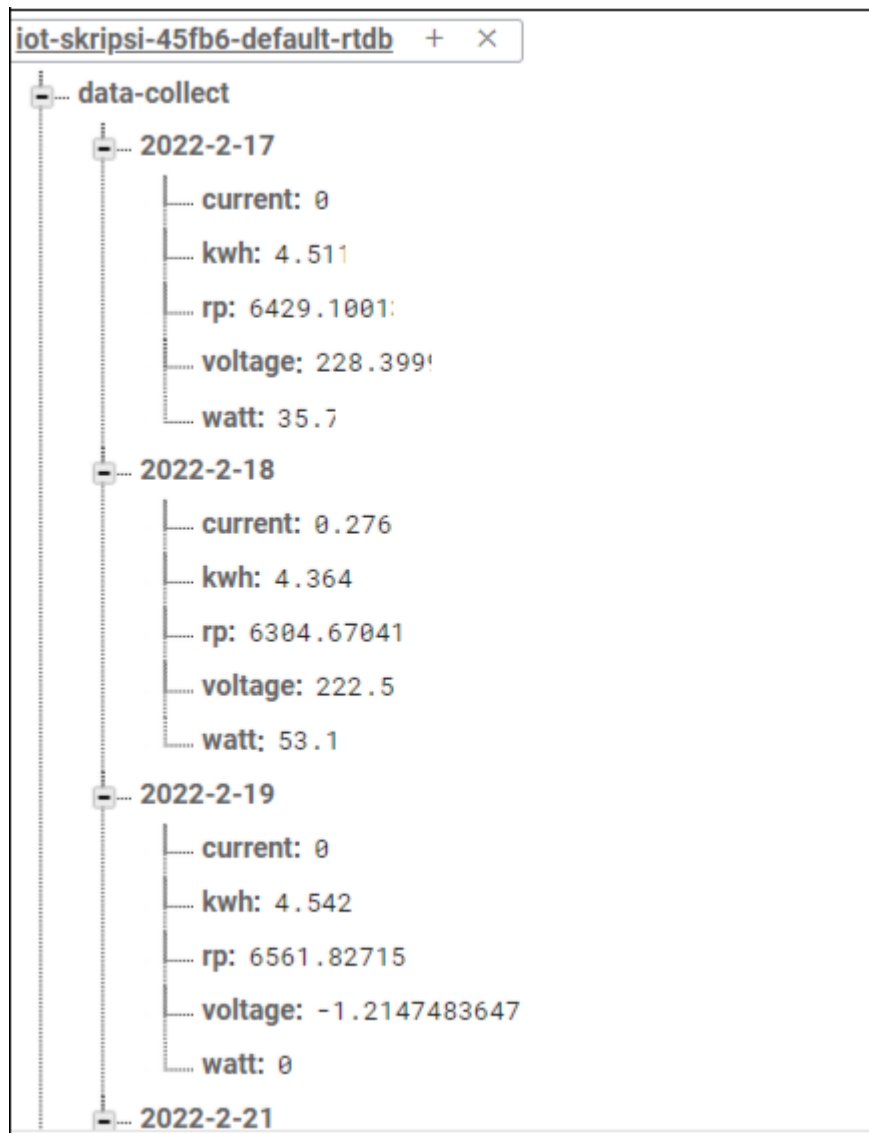 iot-skripsi-45fb6-default-rtdb + ×
data-collect
2022-2-17
current: 0
kwh: 4.511
rp: 6429.1001
voltage: 228.399
watt: 35.7
2022-2-18
current: 0.276
kwh: 4.364
rp: 6304.67041
voltage: 222.5
watt: 53.1
2022-2-19
current: 0
kwh: 4.542
rp: 6561.82715
voltage: -1.2147483647
watt: 0
2022-2-21